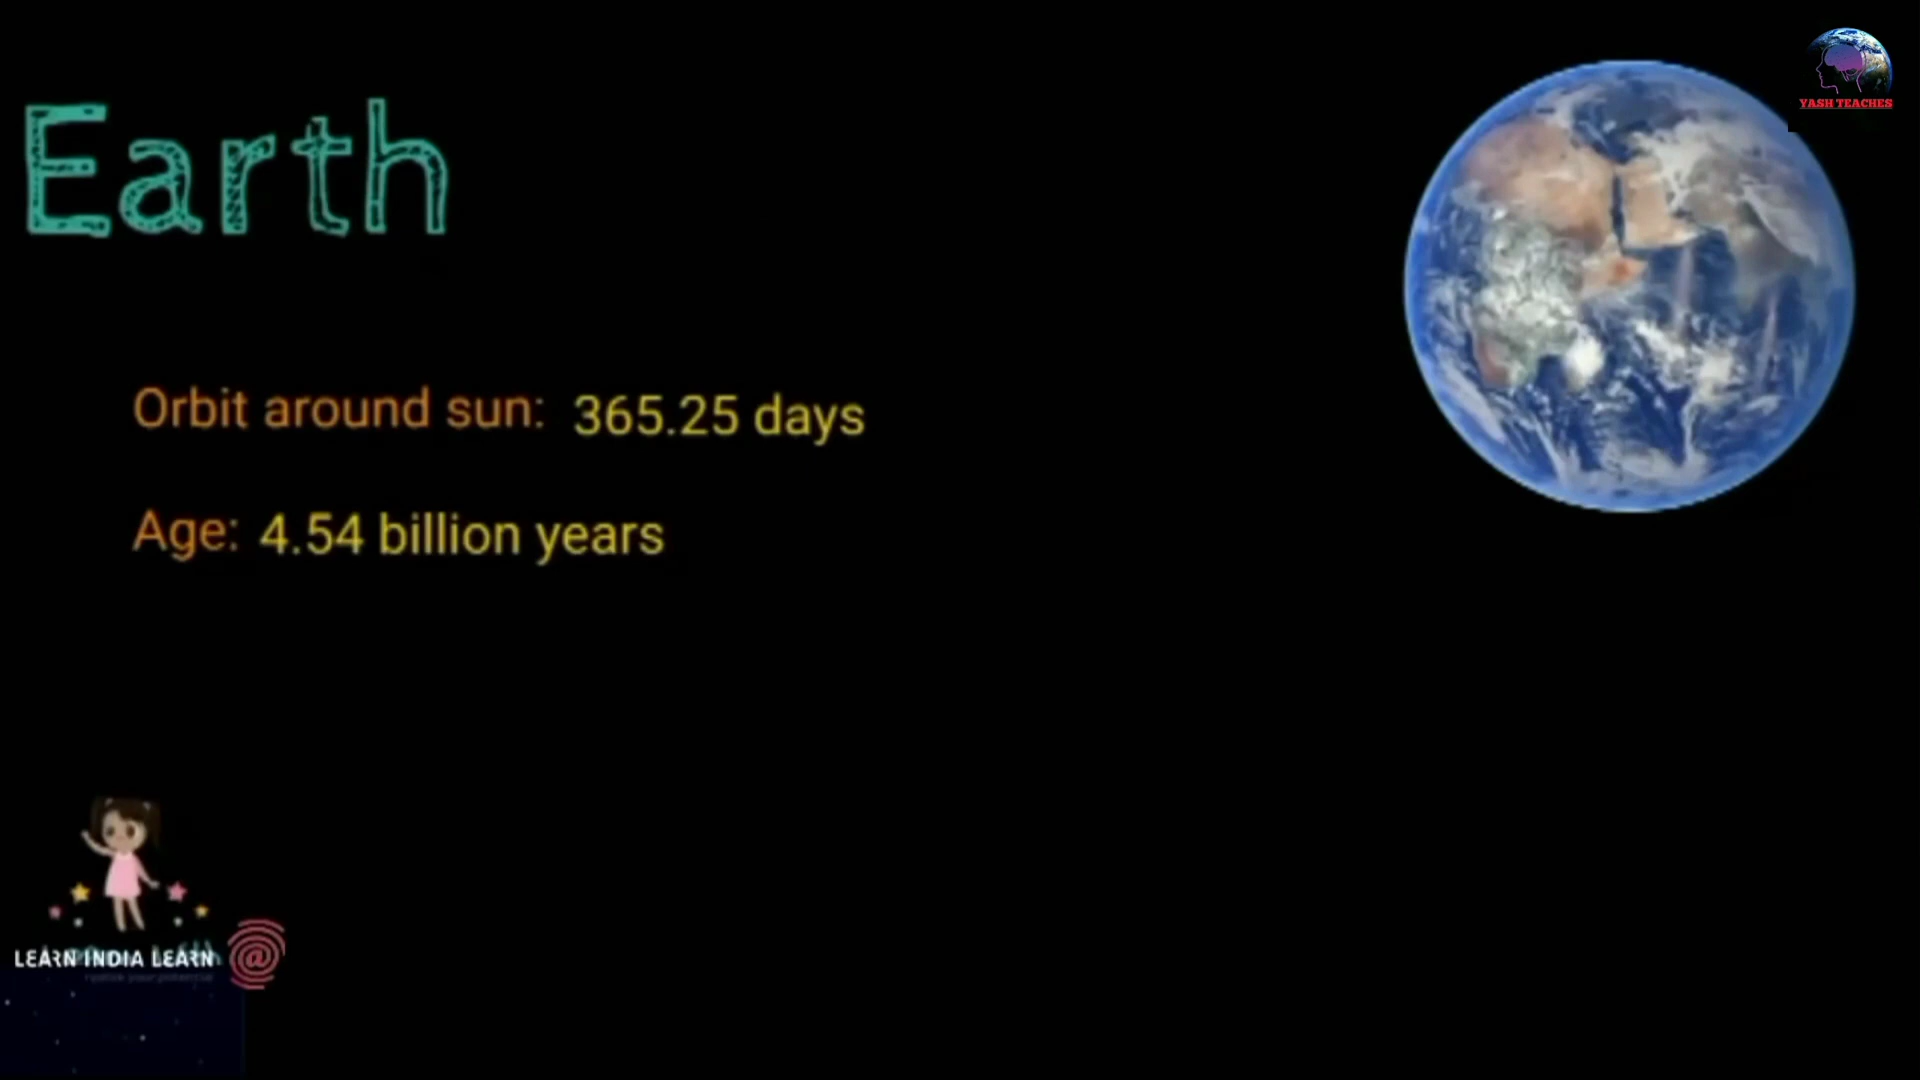 YASH TEACHES
Earth
Orbit around sun: 365.25 days
Age: 4.54 billion years
LEARN INDIA LEARN
@